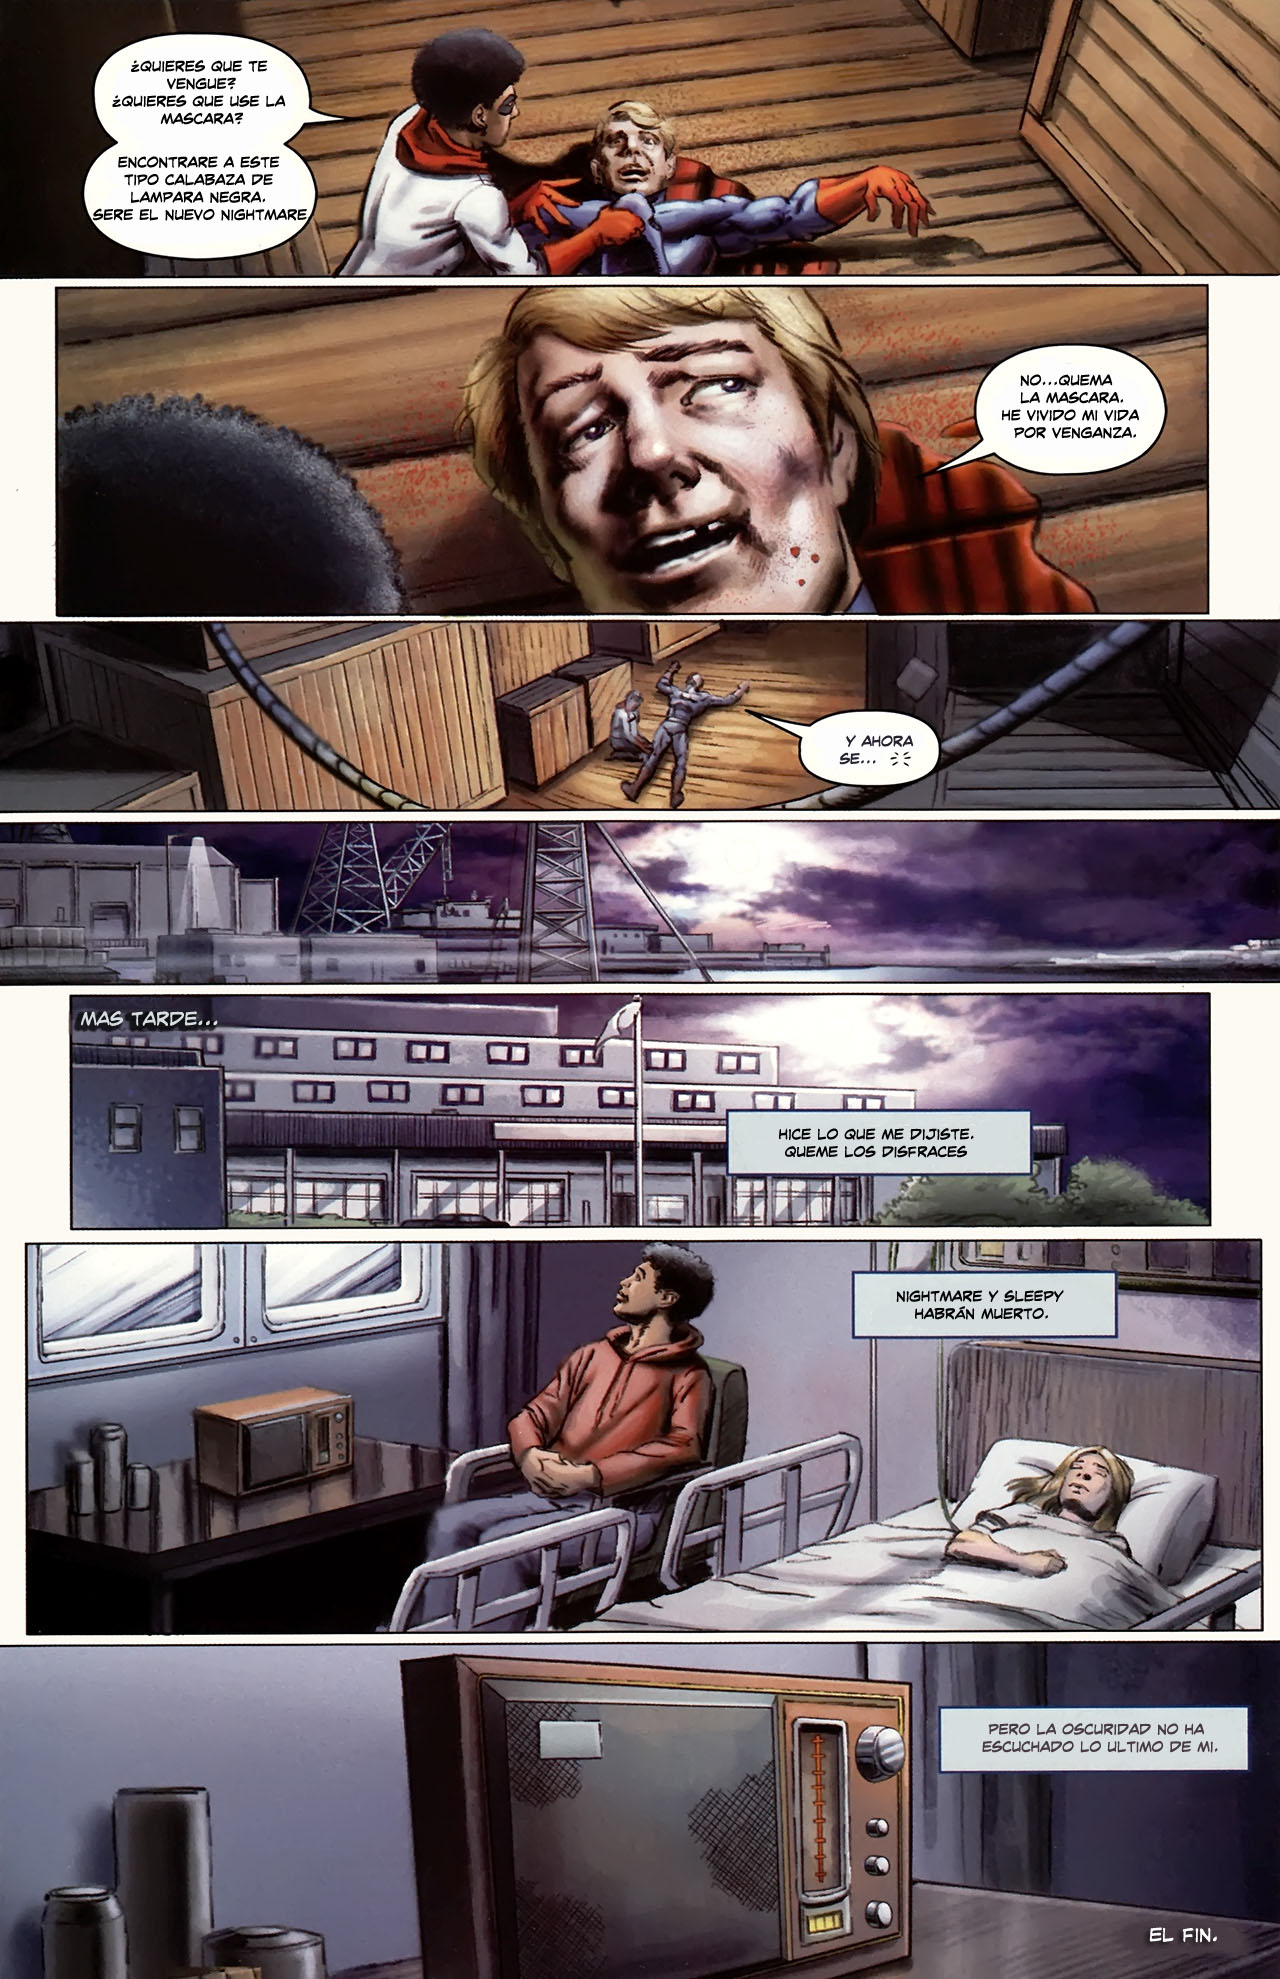 ¿QUIERES QUE TE
VENGUE?
¿QUIERES QUE USE LA
MASCARA?
ENCONTRARE A ESTE
TIPO CALABAZA DE
LAMPARA NEGRA.
SERE EL NUEVO NIGHTMARE
NO...QUEMA
LA MASCARA.
HE VIVIDO MI VIDA
POR VENGANZA.
Y AHORA
SE...
MAS TARDE...
HICE LO QUE ME DIJISTE.
QUEME LOS DISFRACES
NIGHTMARE Y SLEEPY
HABRÁN MUERTO.
PERO LA OSCURIDAD NO HA
ESCUCHADO LO ULTIMO DE MI.
EL FIN.